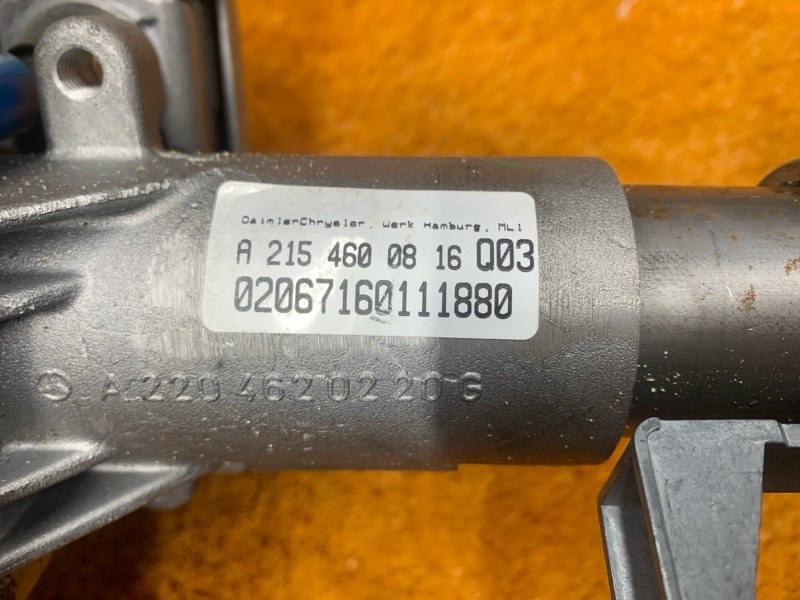 DaimlerChrysler, Werk Hamburg, ML1
A 215 460 08 16 Q03
02067160111880
A 220 462 02 20 G